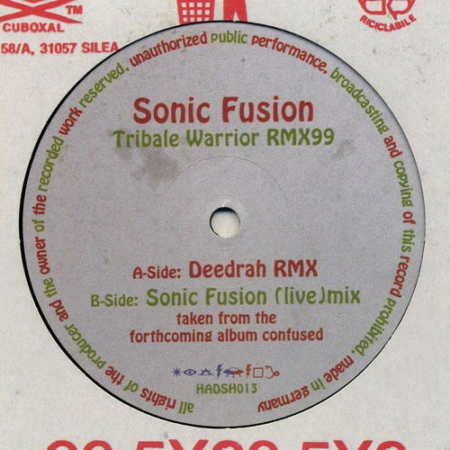 TM
CUBOXAL
58/A, 31057 SILEA
RICICLABILE
all rights of the producer and the owner of the recorded work reserved, unauthorized public performance, broadcasting and copying of this record prohibited. made in germany
Sonic Fusion
Tribale Warrior RMX99
A-Side: Deedrah RMX
B-Side: Sonic Fusion (live)mix
taken from the
forthcoming album confused
HADSH013